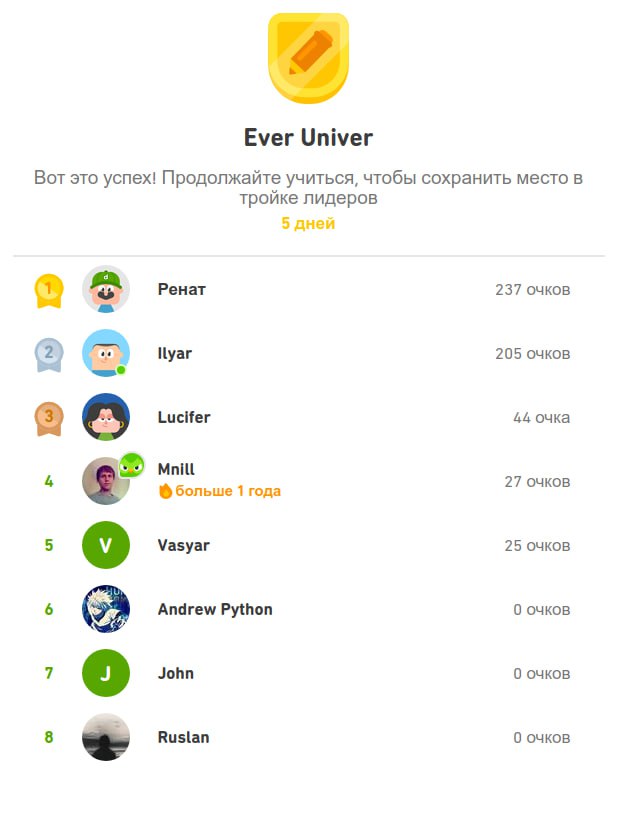 Ever Univer
Вот это успех! Продолжайте учиться, чтобы сохранить место в
тройке лидеров
5 дней
1 Ренат 237 очков
2 Ilyar 205 очков
3 Lucifer 44 очка
4 Mnill 27 очков
больше 1 года
5 V Vasyar 25 очков
6 Andrew Python 0 очков
7 J John 0 очков
8 Ruslan 0 очков